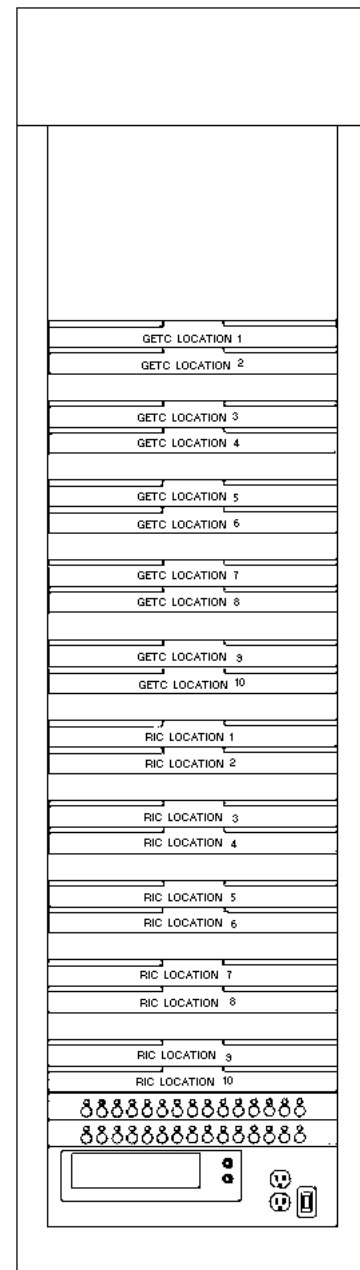 GETC LOCATION 1
GETC LOCATION 2
GETC LOCATION 3
GETC LOCATION 4
GETC LOCATION 5
GETC LOCATION 6
GETC LOCATION 7
GETC LOCATION 8
GETC LOCATION 9
GETC LOCATION 10
RIC LOCATION 1
RIC LOCATION 2
RIC LOCATION 3
RIC LOCATION 4
RIC LOCATION 5
RIC LOCATION 6
RIC LOCATION 7
RIC LOCATION 8
RIC LOCATION 9
RIC LOCATION 10